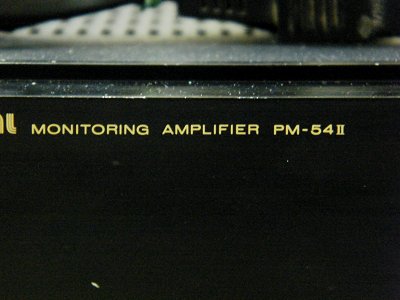 MONITORING AMPLIFIER PM-54II